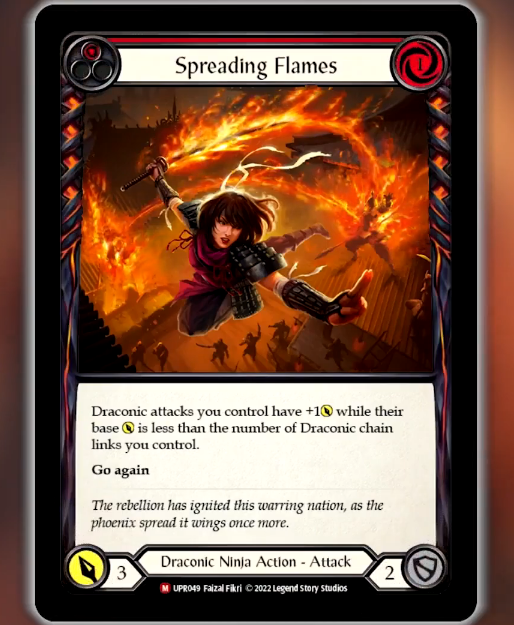 1
Spreading Flames
Draconic attacks you control have +1 while their
base is less than the number of Draconic chain
links you control.
Go again
The rebellion has ignited this warring nation, as the
phoenix spread it wings once more.
3
Draconic Ninja Action - Attack
2
M UPR049 Faizal Fikri © 2022 Legend Story Studios